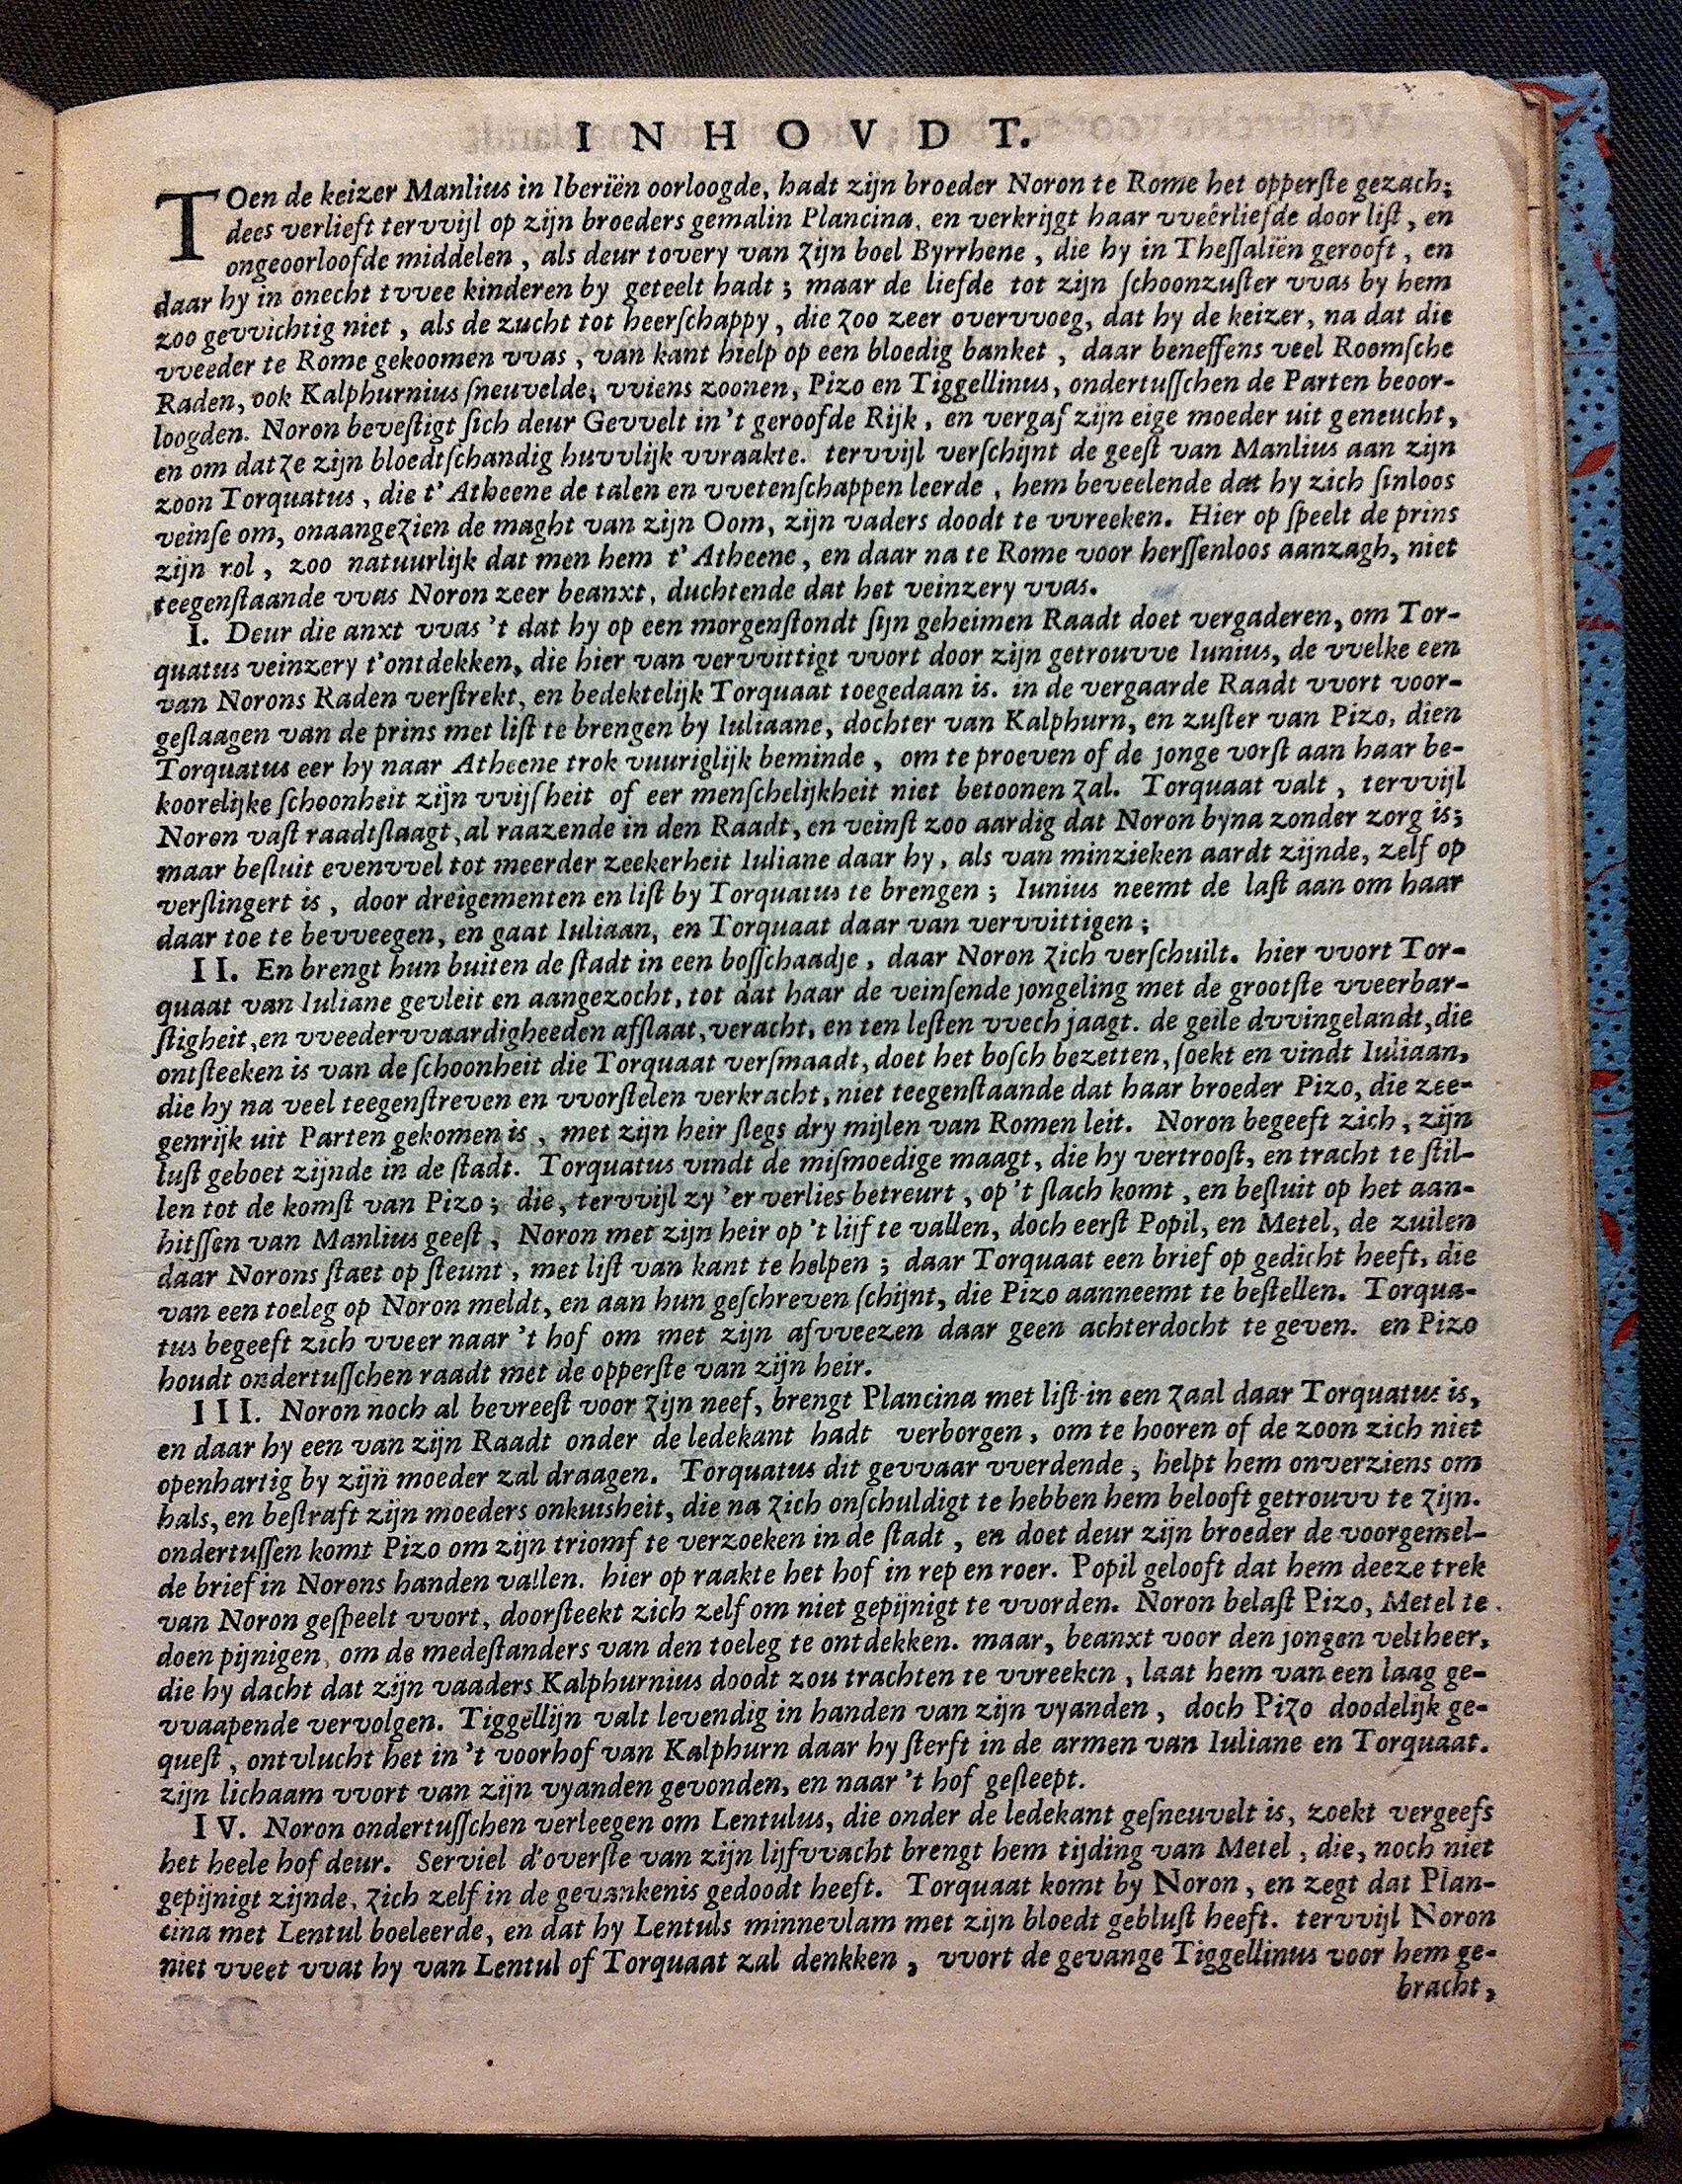 INHOVDT.
TOen de keizer Manlius in Iberiën oorloogde, hadt zijn broeder Noron te Rome het opperſte gezach;
dees verlieft tervvijl op zijn broeders gemalin Plancina, en verkrijgt haar vveêrliefde door liſt, en
ongeoorloofde middelen, als deur tovery van zijn boel Byrrhene, die hy in Theſſaliën gerooft, en
daar hy in onecht tvvee kinderen by geteelt hadt; maar de liefde tot zijn ſchoonzuſter vvas by hem
zoo gevvichtig niet, als de zucht tot heerſchappy, die zoo zeer overvvoeg, dat hy de keizer, na dat die
vveeder te Rome gekoomen vvas, van kant hielp op een bloedig banket, daar beneffens veel Roomſche
Raden, ook Kalphurnius ſneuvelde; vviens zoonen, Pizo en Tiggellinus, ondertuſſchen de Parten beoor-
loogden. Noron beveſtigt ſich deur Gevvelt in't geroofde Rijk, en vergaf zijn eige moeder uit geneucht,
en om datze zijn bloedtſchandig huvvlijk vvraakte. tervvijl verſchijnt de geeſt van Manlius aan zijn
zoon Torquatus, die t'Atheene de talen en vvetenſchappen leerde, hem beveelende dat hy zich ſinloos
veinſe om, onaangezien de maght van zijn Oom, zijn vaders doodt te vvreeken. Hier op ſpeelt de prins
zijn rol, zoo natuurlijk dat men hem t'Atheene, en daar na te Rome voor herſſenloos aanzagh, niet
teegenſtaande vvas Noron zeer beanxt, duchtende dat het veinzery vvas.
I. Deur die anxt vvas 't dat hy op een morgenſtondt ſijn geheimen Raadt doet vergaderen, om Tor-
quatus veinzery t'ontdekken, die hier van vervvittigt vvort door zijn getrouvve Iunius, de vvelke een
van Norons Raden verſtrekt, en bedektelijk Torquaat toegedaan is. in de vergaarde Raadt vvort voor-
geſlaagen van de prins met liſt te brengen by Iuliaane, dochter van Kalphurn, en zuſter van Pizo, dien
Torquatus eer hy naar Atheene trok vuuriglijk beminde, om te proeven of de jonge vorſt aan haar be-
koorelijke ſchoonheit zijn vvijsheit of eer menſchelijkheit niet betoonen zal. Torquaat valt, tervvijl
Noron vaſt raadtſlaagt, al raazende in den Raadt, en veinſt zoo aardig dat Noron byna zonder zorg is;
maar beſluit evenvvel tot meerder zeekerheit Iuliane daar hy, als van minzieken aardt zijnde, zelf op
verſlingert is, door dreigementen en liſt by Torquatus te brengen; Iunius neemt de laſt aan om haar
daar toe te bevveegen, en gaat Iuliaan, en Torquaat daar van vervvittigen;
II. En brengt hun buiten de ſtadt in een boſſchaadje, daar Noron zich verſchuilt. hier vvort Tor-
quaat van Iuliane gevleit en aangezocht, tot dat haar de veinſende jongeling met de grootſte vveerbar-
ſtigheit, en vveedervvaardigheeden afſlaat, veracht, en ten leſten vvech jaagt. de geile dvvingelandt, die
ontſteeken is van de ſchoonheit die Torquaat verſmaadt, doet het boſch bezetten, ſoekt en vindt Iuliaan,
die hy na veel teegenſtreven en vvorſtelen verkracht, niet teegenſtaande dat haar broeder Pizo, die zee-
genrijk uit Parten gekomen is, met zijn heir ſlegs dry mijlen van Romen leit. Noron begeeft zich, zijn
luſt geboet zijnde in de ſtadt. Torquatus vindt de miſmoedige maagt, die hy vertrooſt, en tracht te ſtil-
len tot de komſt van Pizo; die, tervvijl zy 'er verlies betreurt, op 't ſlach komt, en beſluit op het aan-
hitſſen van Manlius geeſt, Noron met zijn heir op 't lijf te vallen, doch eerſt Popil, en Metel, de zuilen
daar Norons ſtaet op ſteunt, met liſt van kant te helpen; daar Torquaat een brief op gedicht heeft, die
van een toeleg op Noron meldt, en aan hun geſchreven ſchijnt, die Pizo aanneemt te beſtellen. Torqua-
tus begeeft zich vveer naar 't hof om met zijn afvveezen daar geen achterdocht te geven. en Pizo
houdt ondertuſſchen raadt met de opperſte van zijn heir.
III. Noron noch al bevreeſt voor zijn neef, brengt Plancina met liſt in een zaal daar Torquatus is,
en daar hy een van zijn Raadt onder de ledekant hadt verborgen, om te hooren of de zoon zich niet
openhartig by zijn moeder zal draagen. Torquatus dit gevvaar vverdende, helpt hem onverziens om
hals, en beſtraft zijn moeders onkuisheit, die na zich onſchuldigt te hebben hem belooft getrouvv te zijn.
ondertuſſen komt Pizo om zijn triomf te verzoeken in de ſtadt, en doet deur zijn broeder de voorgemel-
de brief in Norons handen vallen. hier op raakte het hof in rep en roer. Popil gelooft dat hem deeze trek
van Noron geſpeelt vvort, doorſteekt zich zelf om niet gepijnigt te vvorden. Noron belaſt Pizo, Metel te
doen pijnigen, om de medeſtanders van den toeleg te ontdekken. maar, beanxt voor den jongen veltheer,
die hy dacht dat zijn vaaders Kalphurnius doodt zou trachten te vvreeken, laat hem van een laag ge-
vvaapende vervolgen. Tiggellijn valt levendig in handen van zijn vyanden, doch Pizo doodelijk ge-
queſt, ontvlucht het in 't voorhof van Kalphurn daar hy ſterft in de armen van Iuliane en Torquaat.
zijn lichaam vvort van zijn vyanden gevonden, en naar 't hof geſleept.
IV. Noron ondertuſſchen verleegen om Lentulus, die onder de ledekant geſneuvelt is, zoekt vergeefs
het heele hof deur. Serviel d'overſte van zijn lijfvvacht brengt hem tijding van Metel, die, noch niet
gepijnigt zijnde, zich zelf in de gevankenis gedoodt heeft. Torquaat komt by Noron, en zegt dat Plan-
cina met Lentul boeleerde, en dat hy Lentuls minnevlam met zijn bloedt gebluſt heeft. tervvijl Noron
niet vveet vvat hy van Lentul of Torquaat zal denkken, vvort de gevange Tiggellinus voor hem ge-
bracht,